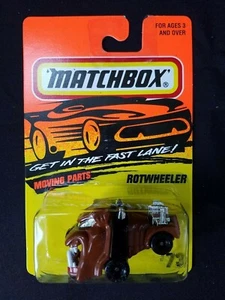 FOR AGES 3
AND OVER
MATCHBOX®
GET IN THE FAST LANE!
MOVING PARTS
ROTWHEELER
73